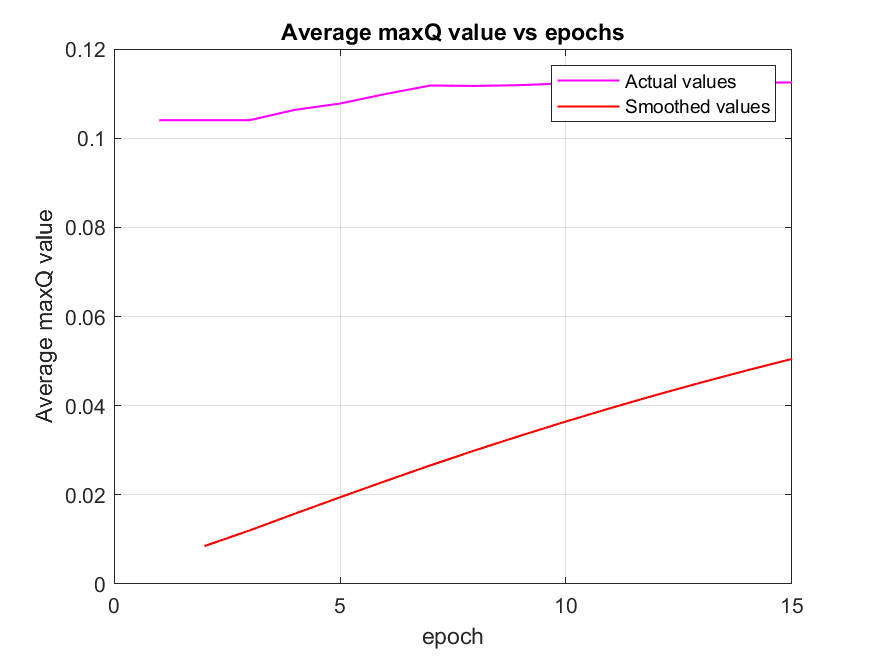 Average maxQ value vs epochs
0.12
0.1
0.08
0.06
0.04
0.02
0
Average maxQ value
Actual values
Smoothed values
0
5
10
15
epoch